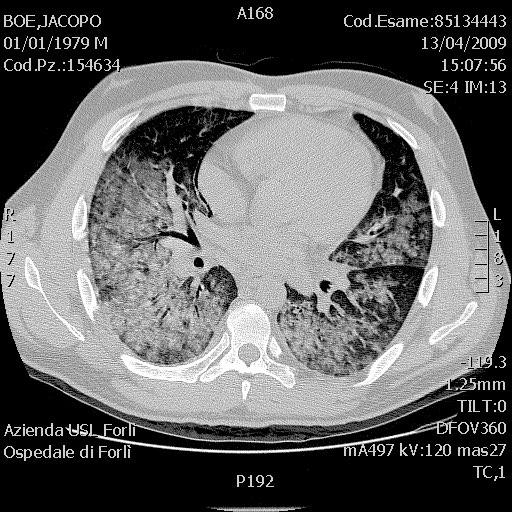 BOE,JACOPO
01/01/1979 M
Cod.Pz.:154634
A168
Cod.Esame:85134443
13/04/2009
15:07:56
SE:4 IM:13
R
1
7
7
L
1
8
3
-119.3
1.25mm
TILT:0
DFOV360
mA497 kV:120 mas27
TC,1
Azienda USL Forlì
Ospedale di Forlì
P192